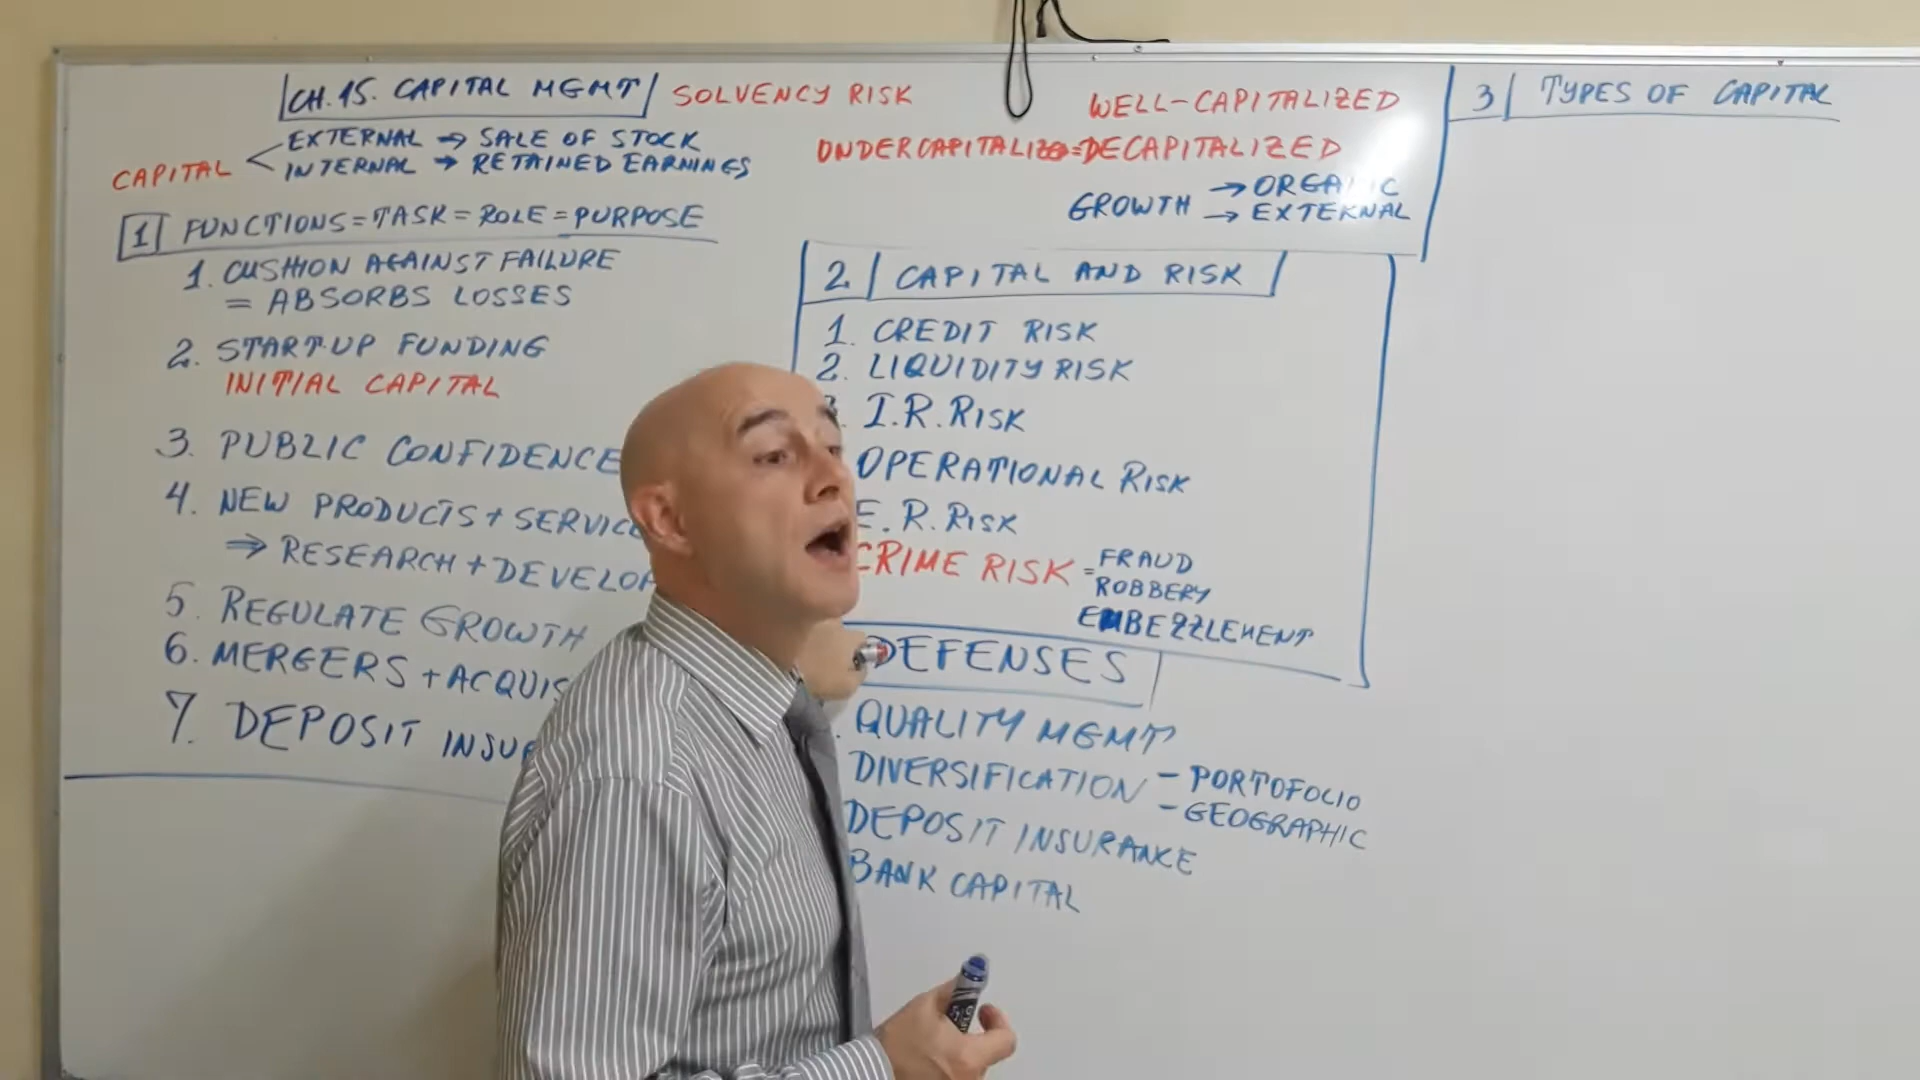 CH. 15. CAPITAL MGMT SOLVENCY RISK
CAPITAL
EXTERNAL → SALE OF STOCK
INTERNAL → RETAINED EARNINGS
WELL-CAPITALIZED
= DECAPITALIZED
GROWTH → ORGANIC
→ EXTERNAL
1 FUNCTIONS = TASK = ROLE = PURPOSE
1. CUSHION AGAINST FAILURE
= ABSORBS LOSSES
2. START-UP FUNDING
INITIAL CAPITAL
3. PUBLIC CONFIDENCE
4. NEW PRODUCTS + SERVICE
⇒ RESEARCH + DEVELOP
5. REGULATE GROWTH
6. MERGERS + ACQUIS
7. DEPOSIT INSU
2. CAPITAL AND RISK
1. CREDIT RISK
2. LIQUIDITY RISK
. I.R. RISK
OPERATIONAL RISK
E.R. RISK
CRIME RISK = FRAUD
ROBBERY
EMBEZZLEMENT
DEFENSES
QUALITY MGMT
DIVERSIFICATION - PORTOFOLIO
- GEOGRAPHIC
DEPOSIT INSURANCE
BANK CAPITAL
3 TYPES OF CAPITAL